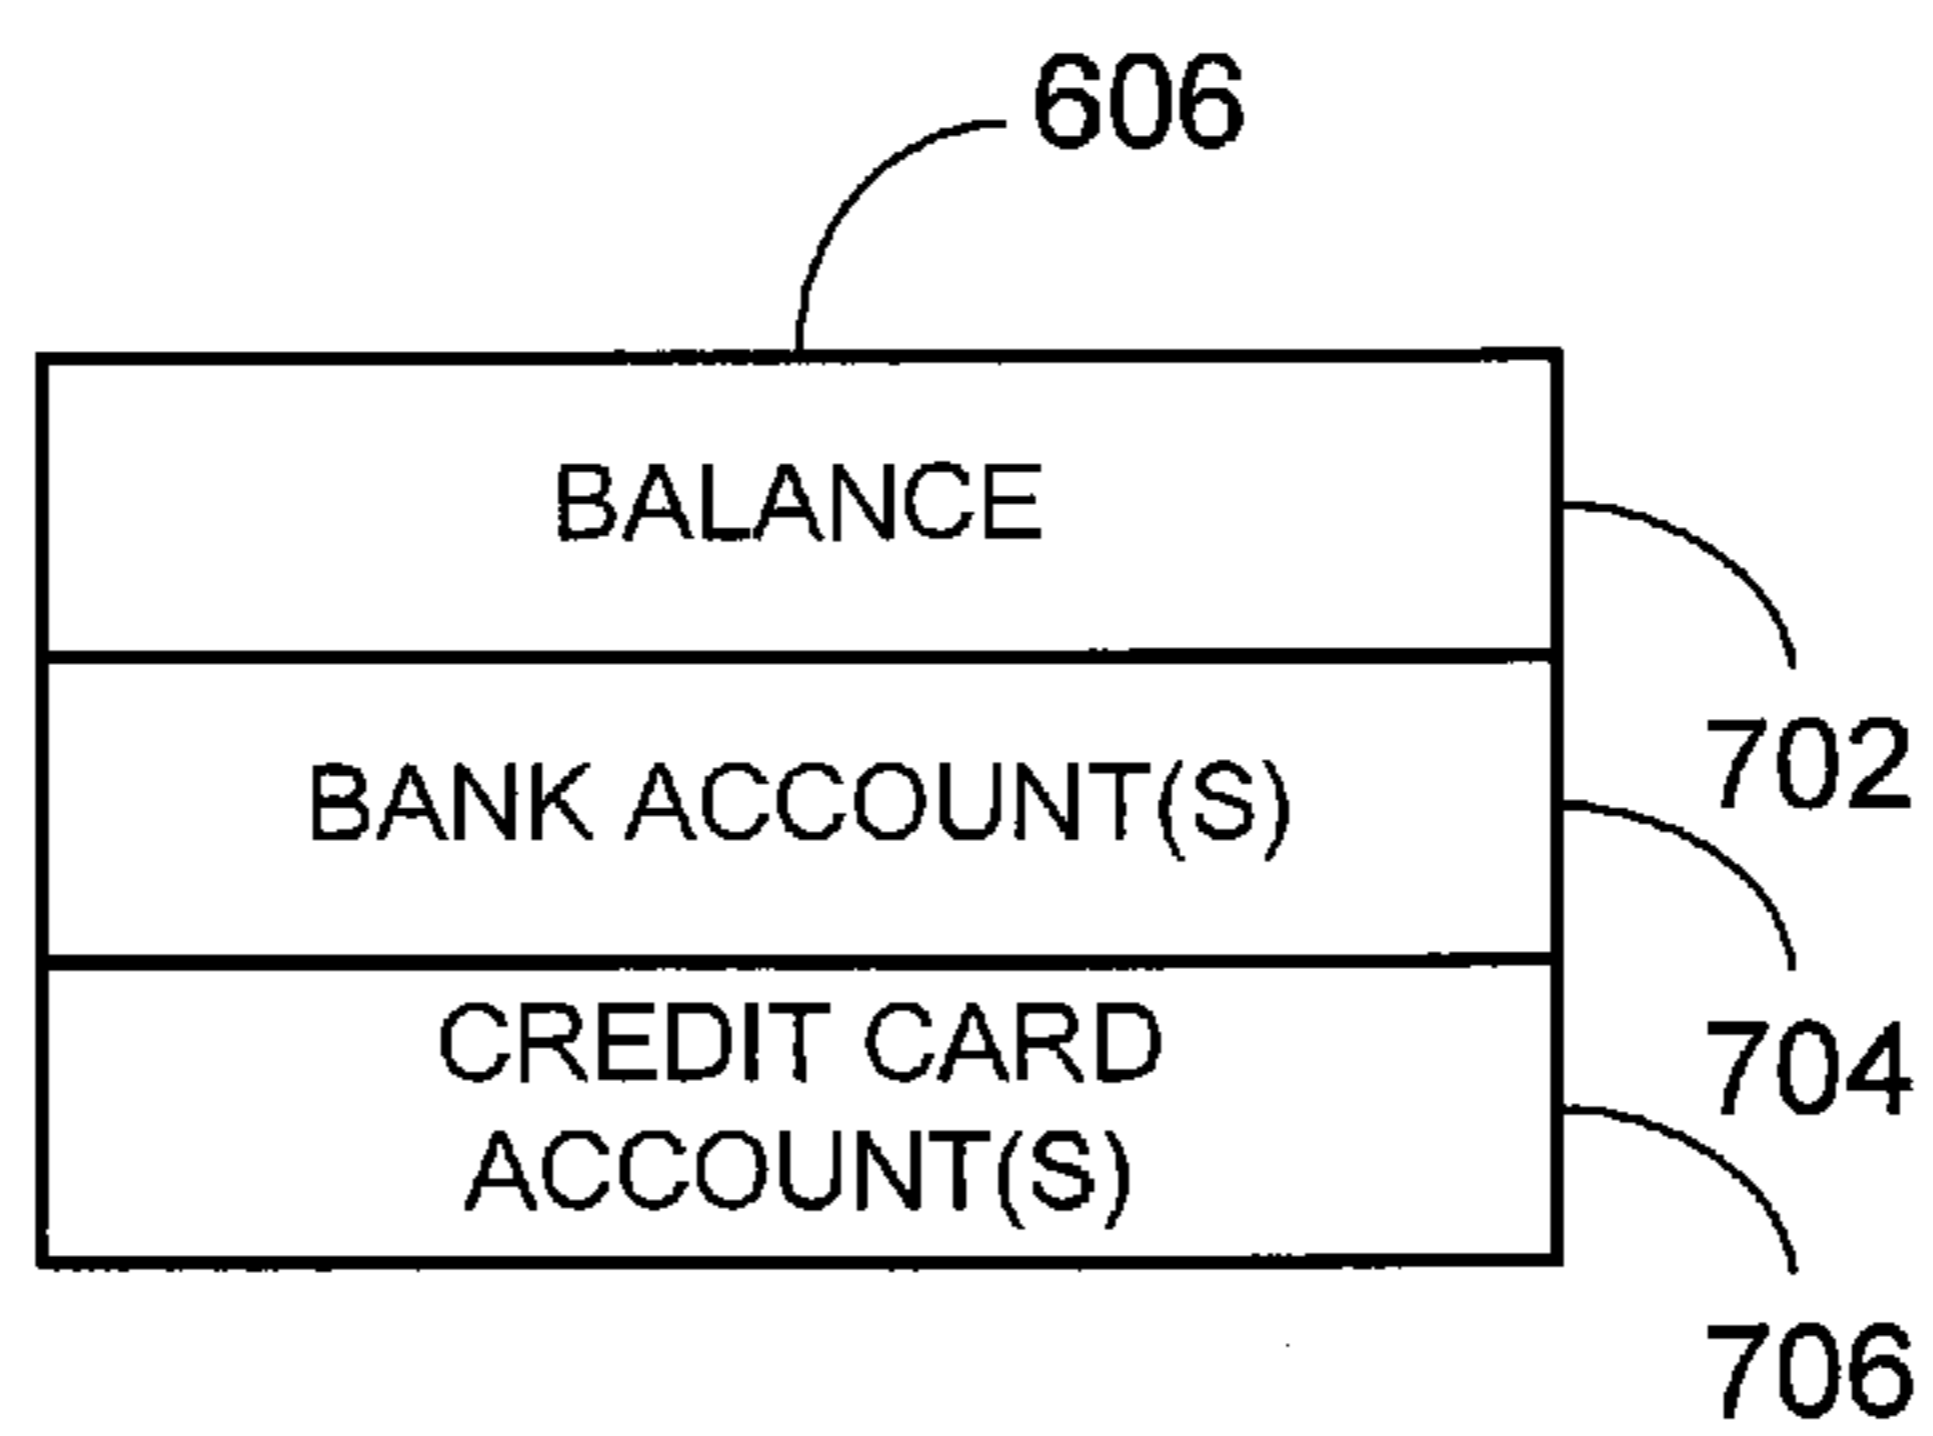 606
BALANCE
702
BANK ACCOUNT(S)
704
CREDIT CARD
ACCOUNT(S)
706